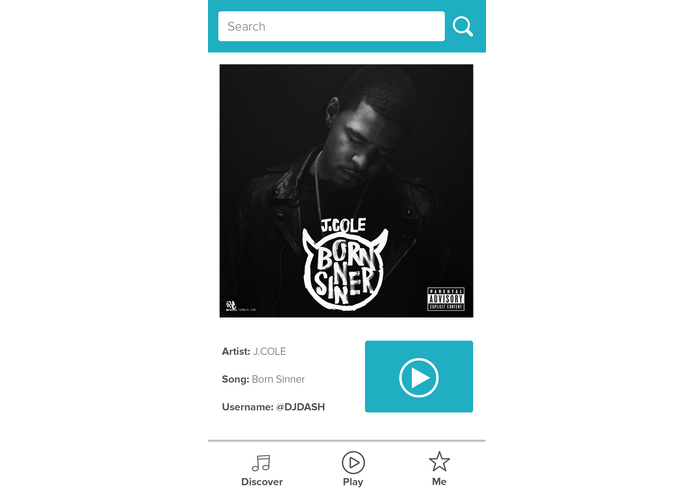 Search
J.COLE
BORN
SINNER
PARENTAL
ADVISORY
EXPLICIT CONTENT
Artist: J.COLE
Song: Born Sinner
Username: @DJDASH
Discover
Play
Me